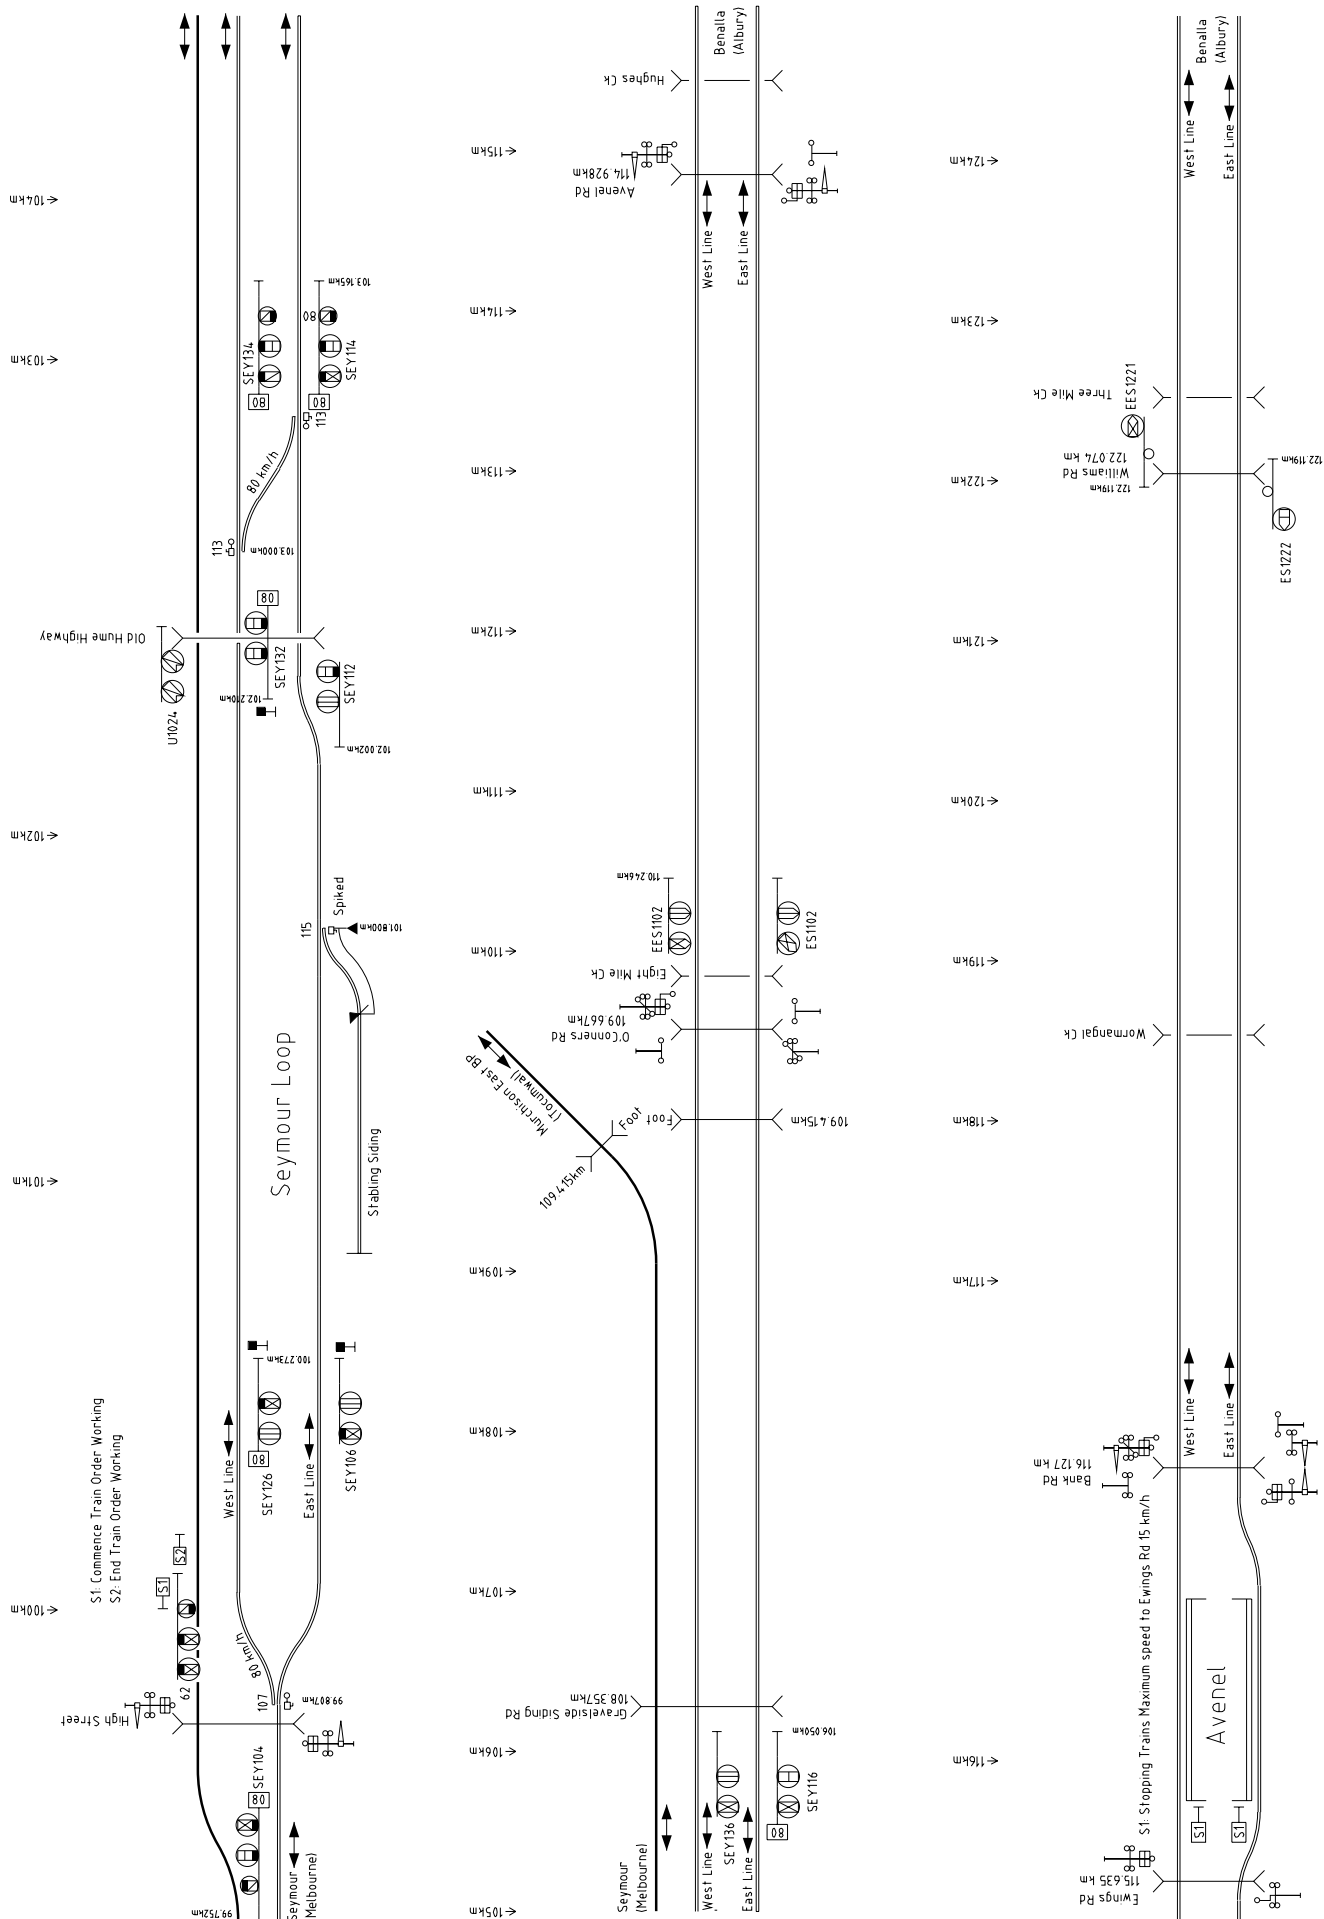 104km
103km
102km
101km
100km
Old Hume Highway
U1024
SEY134
80
80
SEY114
80
103.165km
113
80 km/h
113
103.000km
80
SEY132
102.210km
SEY112
102.002km
115
Spiked
101.800km
Seymour Loop
Stabling Siding
S1: Commence Train Order Working
S2: End Train Order Working
S1
S2
West Line
East Line
100.273km
80
SEY126
SEY106
80 km/h
62
107
99.807km
High Street
SEY104
80
Seymour
(Melbourne)
99.752km
Benalla
(Albury)
Hughes Ck
115km
114km
113km
112km
111km
110km
109km
108km
107km
106km
105km
Avenel Rd
114.928km
West Line
East Line
110.246km
EES1102
ES1102
Eight Mile Ck
O'Conners Rd
109.667km
Murchison East BP
(Tocumwal)
Foot
109.415km
Foot
109.415km
Gravelside Siding Rd
108.357km
106.050km
SEY136
SEY116
80
Seymour
(Melbourne)
West Line
East Line
Benalla
(Albury)
West Line
East Line
124km
123km
122km
121km
120km
119km
118km
117km
116km
Three Mile Ck
EES1221
Williams Rd
122.074 km
122.119km
122.119km
ES1222
Wormangal Ck
West Line
East Line
Bank Rd
116.127 km
S1: Stopping Trains Maximum speed to Ewings Rd 15 km/h
Avenel
S1
S1
Ewings Rd
115.635 km